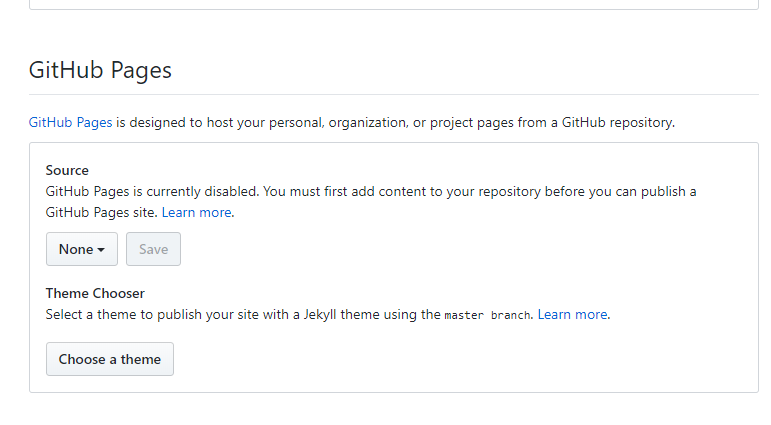 GitHub Pages
GitHub Pages is designed to host your personal, organization, or project pages from a GitHub repository.
Source
GitHub Pages is currently disabled. You must first add content to your repository before you can publish a
GitHub Pages site. Learn more.
None
Save
Theme Chooser
Select a theme to publish your site with a Jekyll theme using the master branch. Learn more.
Choose a theme